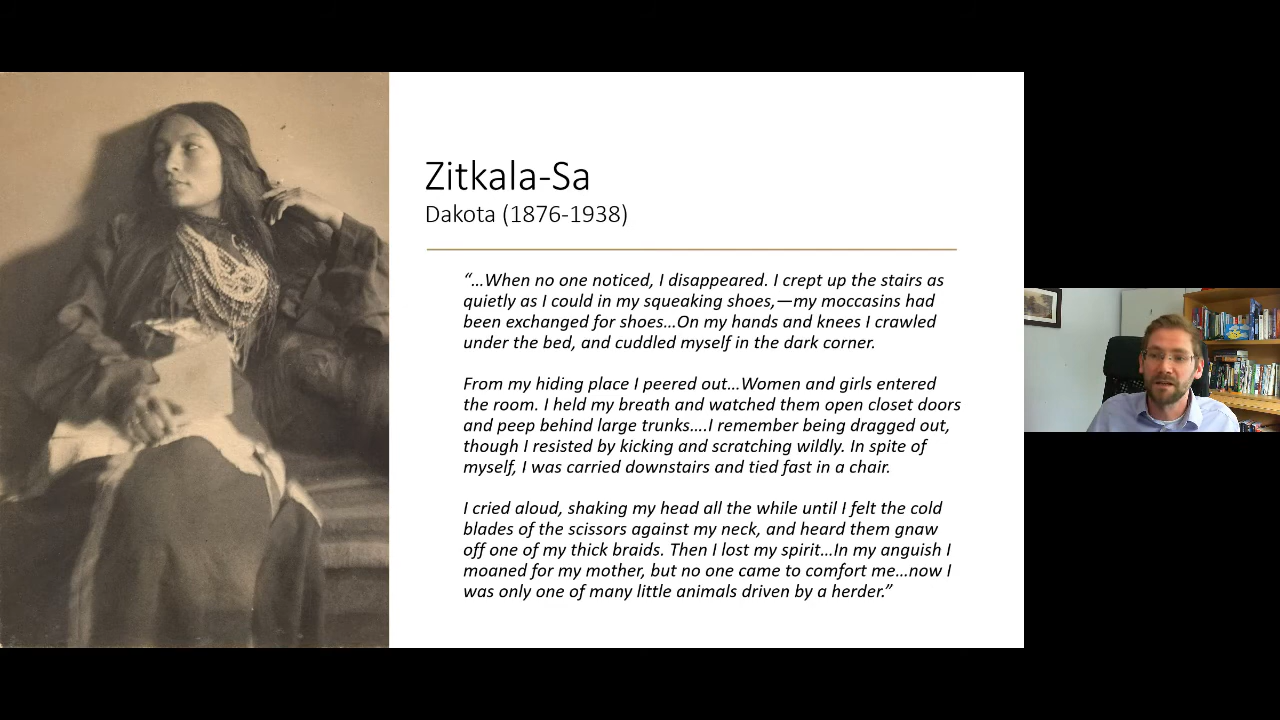 Zitkala-Sa
Dakota (1876-1938)
“…When no one noticed, I disappeared. I crept up the stairs as
quietly as I could in my squeaking shoes,—my moccasins had
been exchanged for shoes…On my hands and knees I crawled
under the bed, and cuddled myself in the dark corner.
From my hiding place I peered out…Women and girls entered
the room. I held my breath and watched them open closet doors
and peep behind large trunks….I remember being dragged out,
though I resisted by kicking and scratching wildly. In spite of
myself, I was carried downstairs and tied fast in a chair.
I cried aloud, shaking my head all the while until I felt the cold
blades of the scissors against my neck, and heard them gnaw
off one of my thick braids. Then I lost my spirit…In my anguish I
moaned for my mother, but no one came to comfort me…now I
was only one of many little animals driven by a herder.”